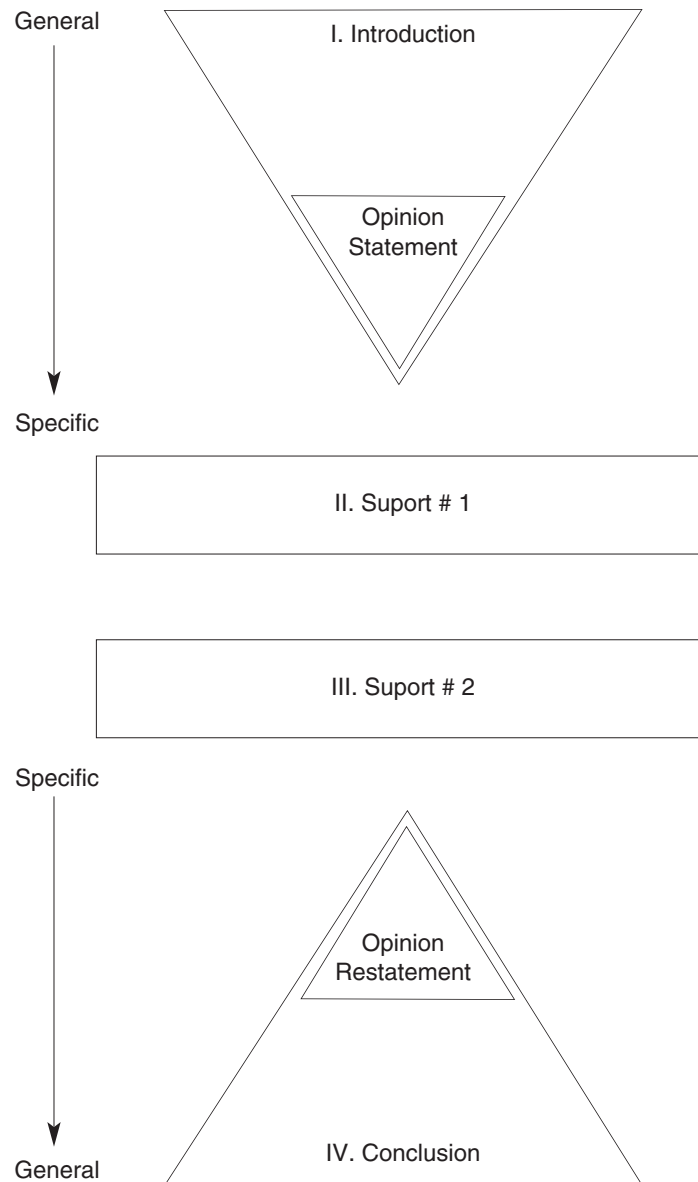 General
I. Introduction
Opinion
Statement
Specific
II. Suport # 1
III. Suport # 2
Specific
Opinion
Restatement
IV. Conclusion
General